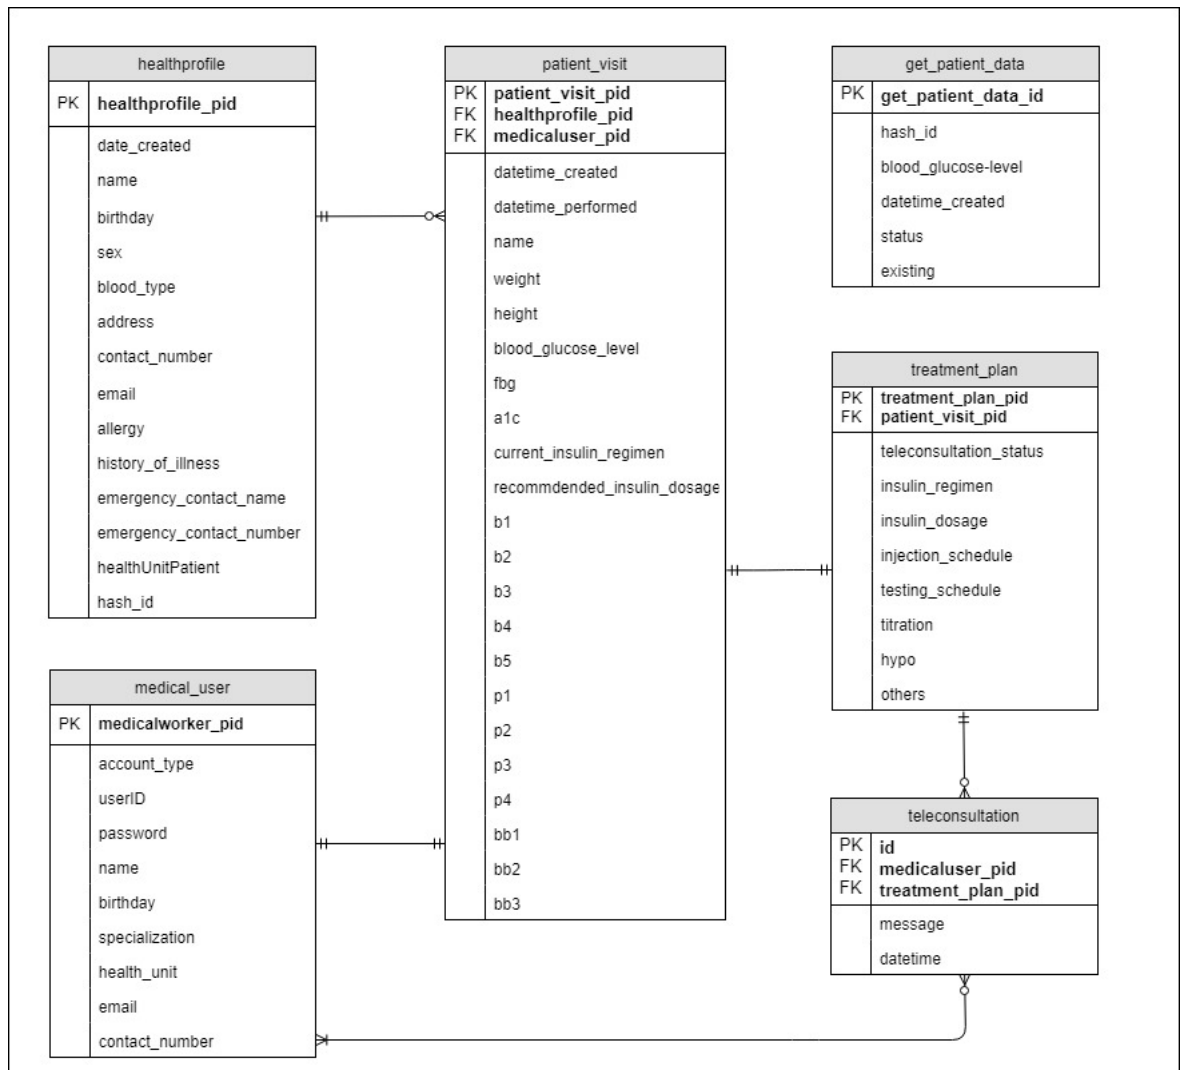 healthprofile
PK healthprofile_pid
date_created
name
birthday
sex
blood_type
address
contact_number
email
allergy
history_of_illness
emergency_contact_name
emergency_contact_number
healthUnitPatient
hash_id
medical_user
PK medicalworker_pid
account_type
userID
password
name
birthday
specialization
health_unit
email
contact_number
patient_visit
PK patient_visit_pid
FK healthprofile_pid
FK medicaluser_pid
datetime_created
datetime_performed
name
weight
height
blood_glucose_level
fbg
a1c
current_insulin_regimen
recommdended_insulin_dosage
b1
b2
b3
b4
b5
p1
p2
p3
p4
bb1
bb2
bb3
get_patient_data
PK get_patient_data_id
hash_id
blood_glucose-level
datetime_created
status
existing
treatment_plan
PK treatment_plan_pid
FK patient_visit_pid
teleconsultation_status
insulin_regimen
insulin_dosage
injection_schedule
testing_schedule
titration
hypo
others
teleconsultation
PK id
FK medicaluser_pid
FK treatment_plan_pid
message
datetime